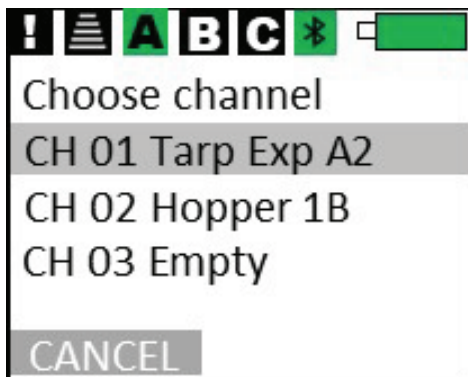 ! A B C
Choose channel
CH 01 Tarp Exp A2
CH 02 Hopper 1B
CH 03 Empty
CANCEL